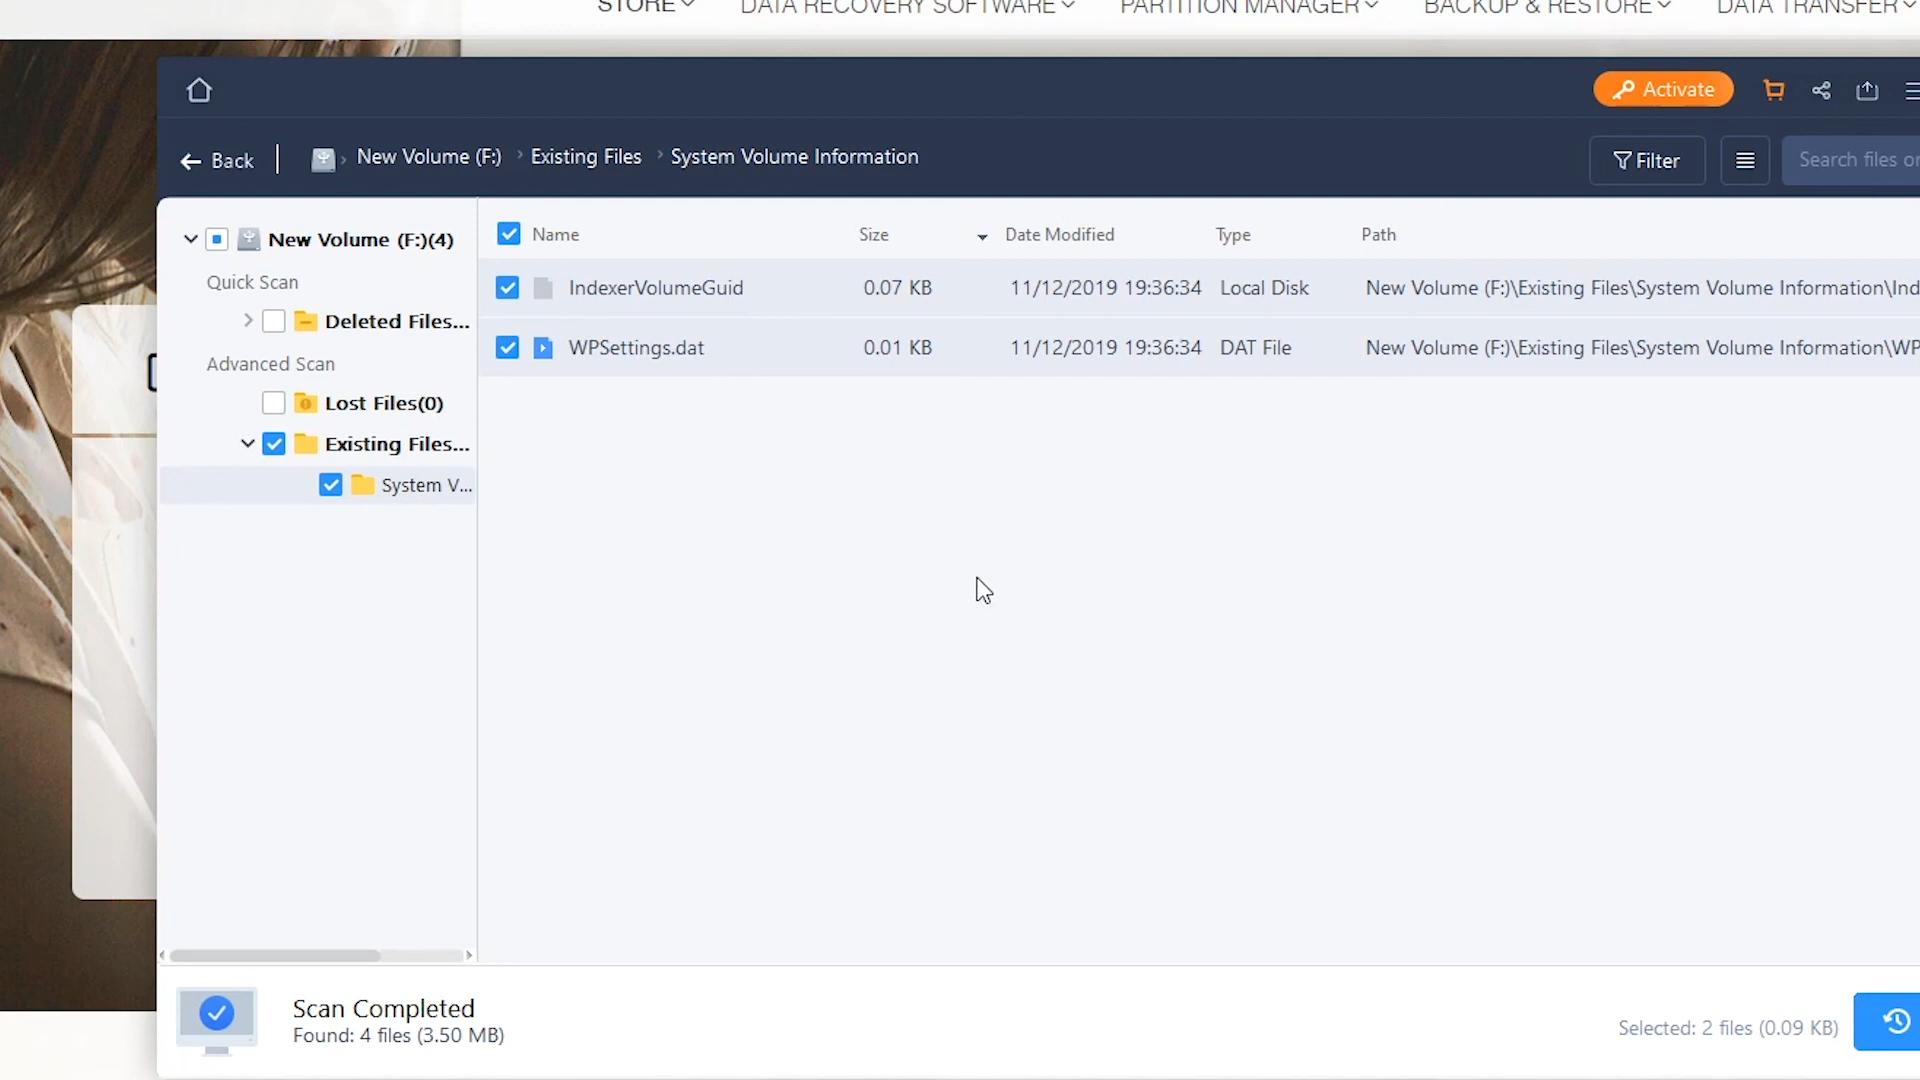 STORE DATA RECOVERY SOFTWARE PARTITION MANAGER BACKUP & RESTORE DATA TRANSFER
Activate
Back New Volume (F:) Existing Files System Volume Information Filter Search files or
New Volume (F:)(4)
Quick Scan
Deleted Files...
Advanced Scan
Lost Files(0)
Existing Files...
System V...
Name Size Date Modified Type Path
IndexerVolumeGuid 0.07 KB 11/12/2019 19:36:34 Local Disk New Volume (F:)\Existing Files\System Volume Information\Ind
WPSettings.dat 0.01 KB 11/12/2019 19:36:34 DAT File New Volume (F:)\Existing Files\System Volume Information\WP
Scan Completed
Found: 4 files (3.50 MB)
Selected: 2 files (0.09 KB)